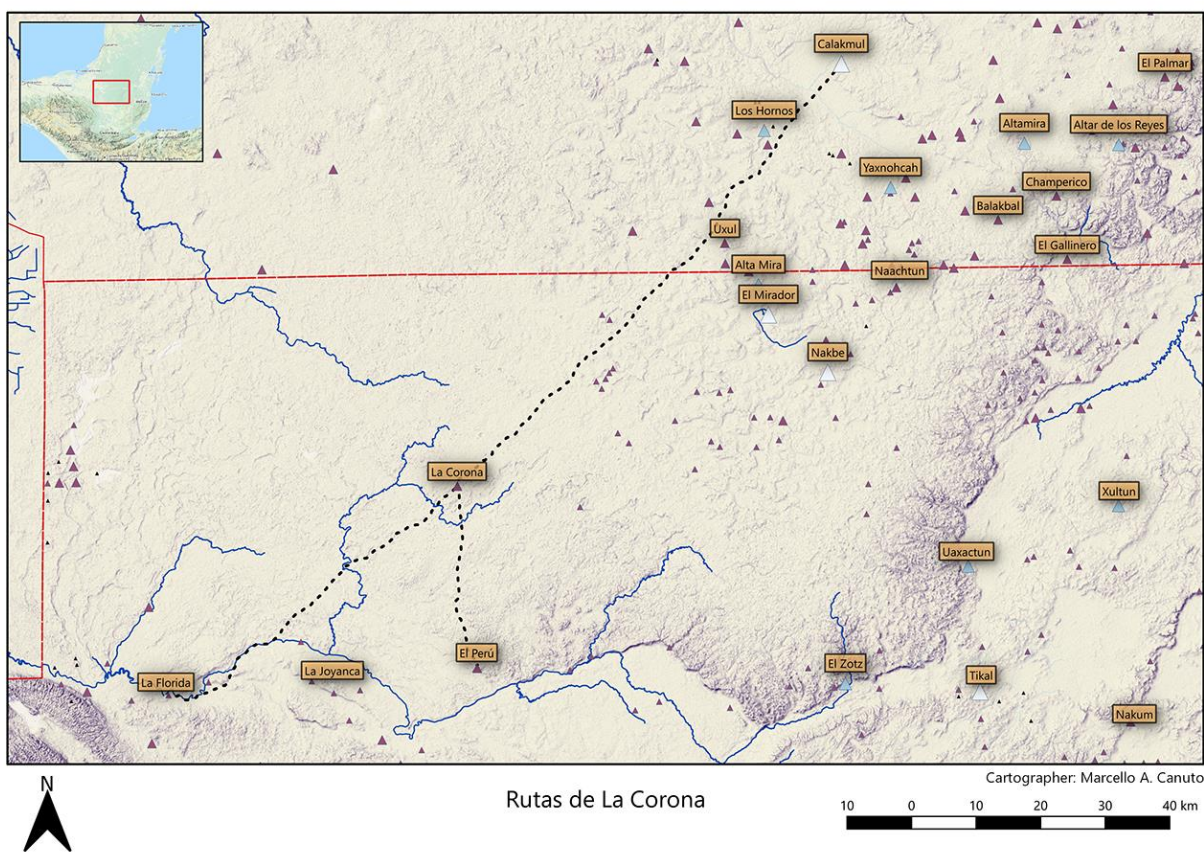 Calakmul
El Palmar
Los Hornos
Altamira
Altar de los Reyes
Yaxnohcah
Champerico
Balakbal
Uxul
El Gallinero
Alta Mira
Naachtun
El Mirador
Nakbe
La Corona
Xultun
Uaxactun
El Perú
La Joyanca
El Zotz
La Florida
Tikal
Nakum
N
Rutas de La Corona
Cartographer: Marcello A. Canuto
10 0 10 20 30 40 km